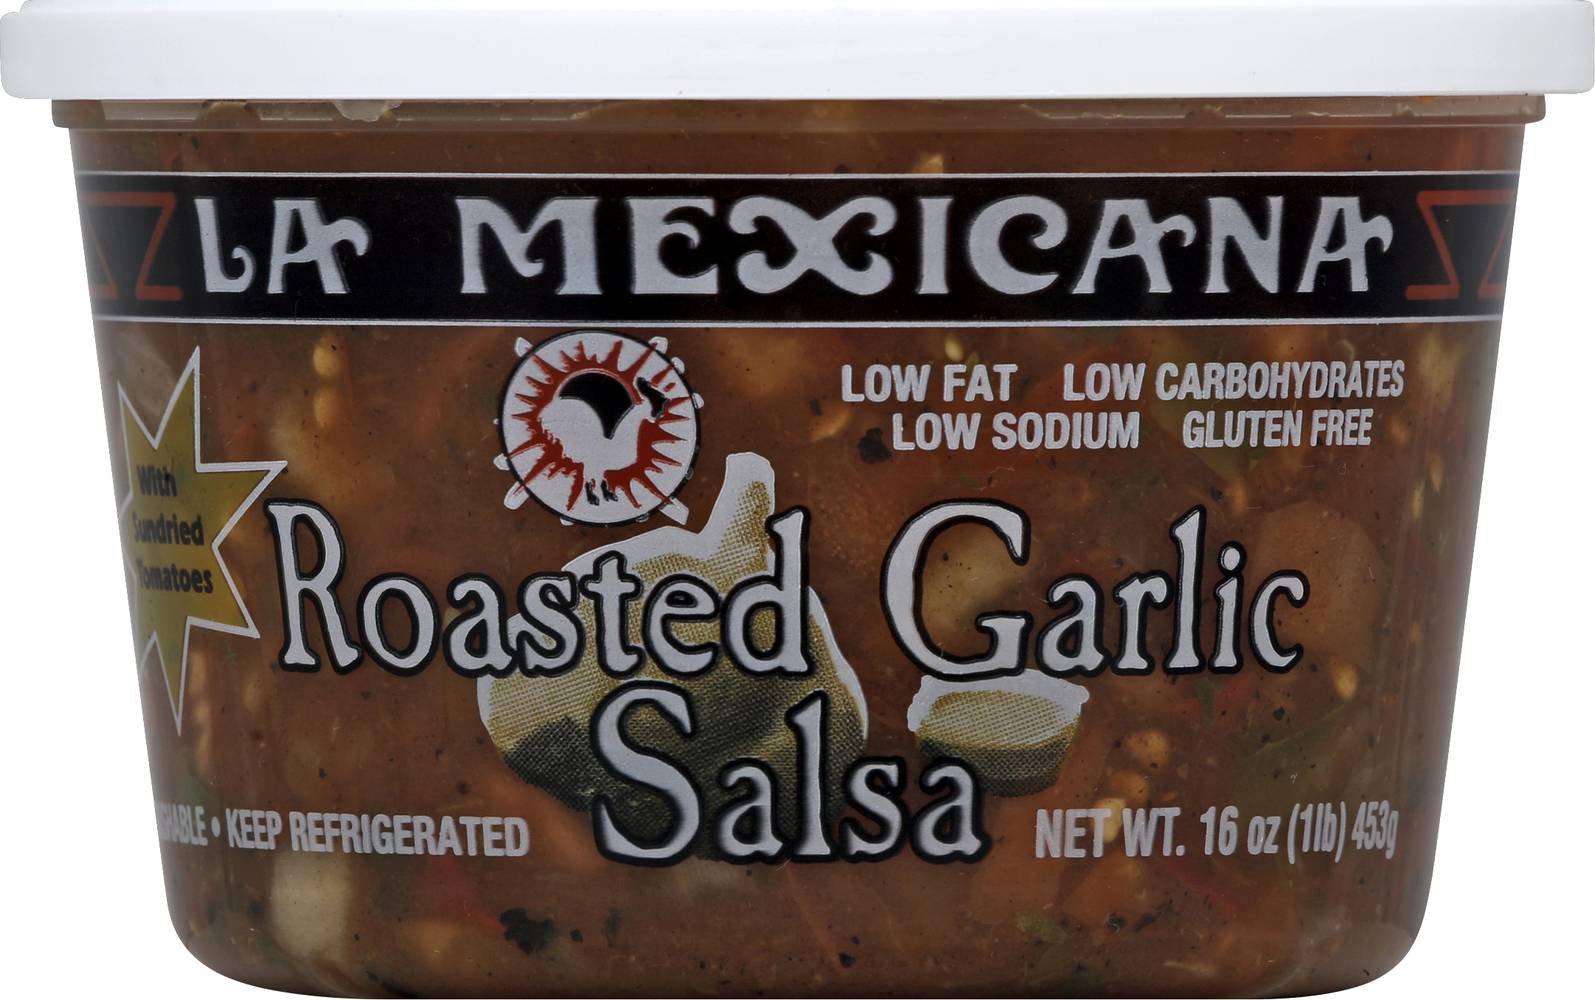 LA MEXICANA
LOW FAT LOW CARBOHYDRATES
LOW SODIUM GLUTEN FREE
With
Sundried
Tomatoes
Roasted Garlic
Salsa
• KEEP REFRIGERATED
NET WT. 16 oz (1lb) 453g